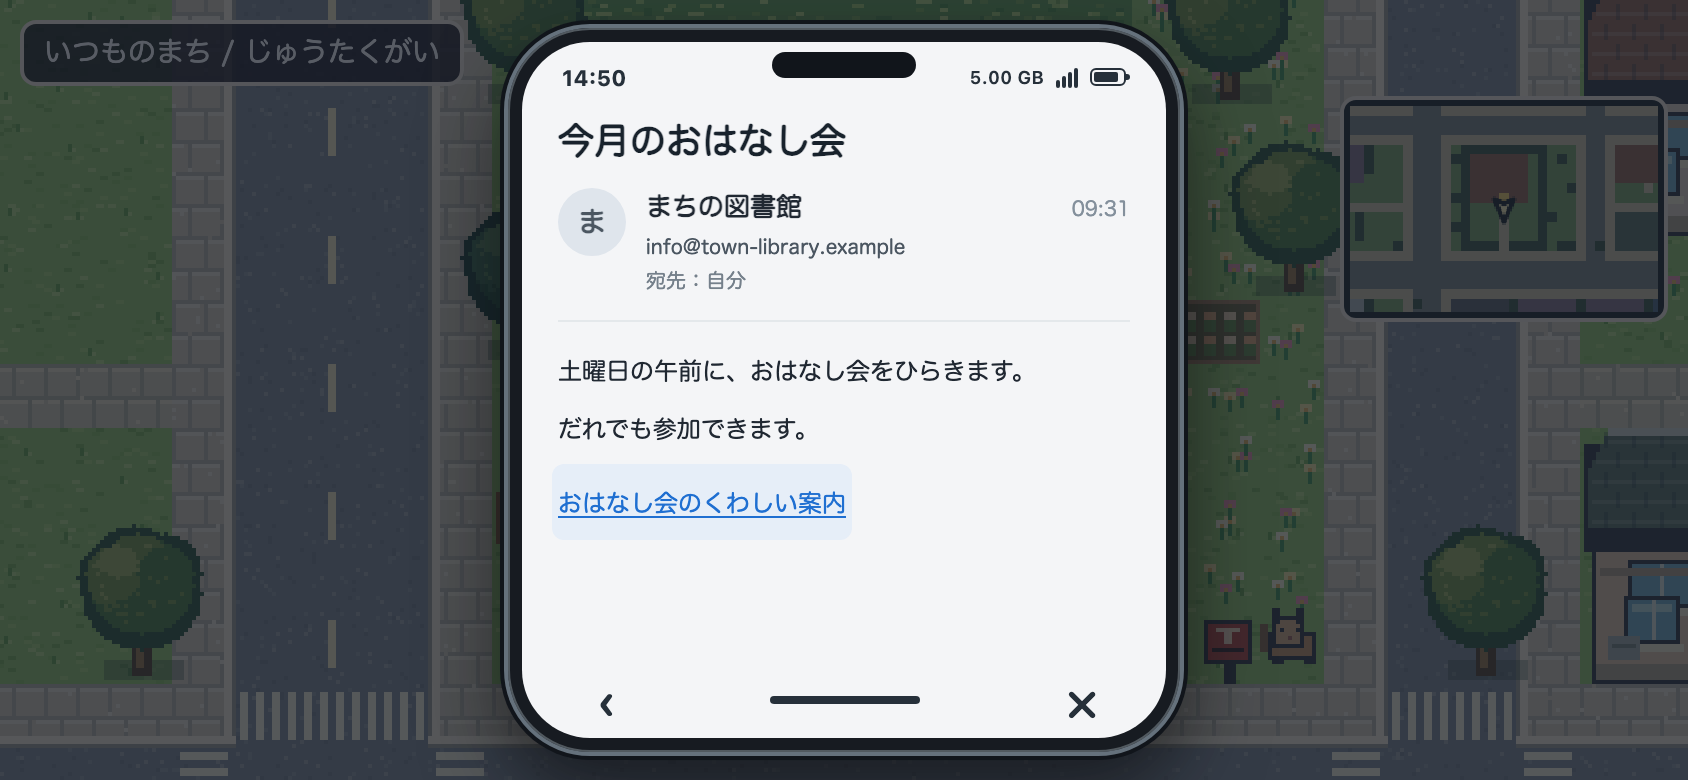 いつものまち / じゅうたくがい
14:50
5.00 GB
今月のおはなし会
ま
まちの図書館
09:31
info@town-library.example
宛先：自分
土曜日の午前に、おはなし会をひらきます。
だれでも参加できます。
おはなし会のくわしい案内